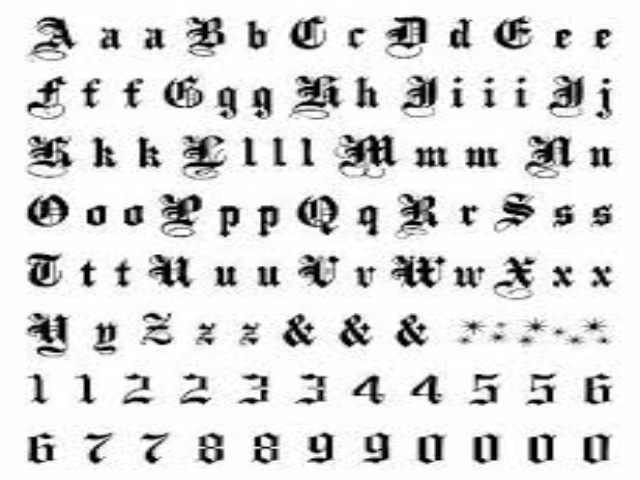 A a a B b C c D d E e e
F f f G g g H h J i i i J j
K k k L l l l M m m N n
O o o P p p Q q R r S s s
T t t U u u V v W w X x x
Y y Z z z & & &
1 1 2 2 3 3 4 4 5 5 6
6 7 7 8 8 9 9 0 0 0 0